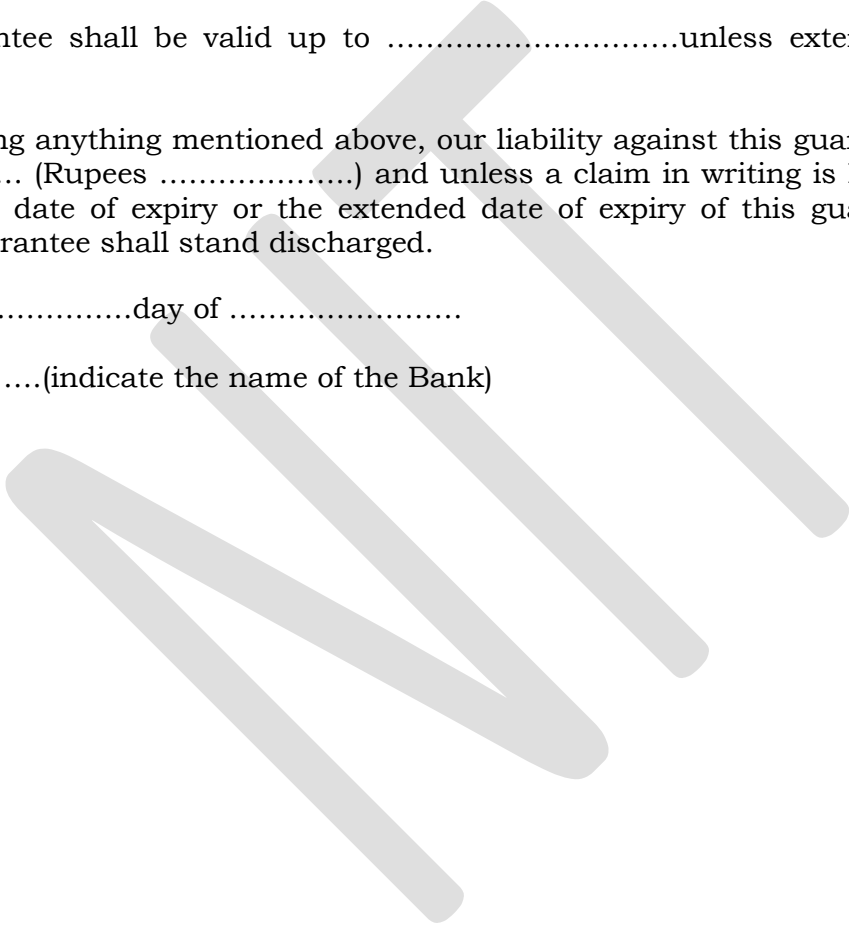 ntee shall be valid up to …………………………unless exten
ng anything mentioned above, our liability against this guar
… (Rupees ………………..) and unless a claim in writing is
date of expiry or the extended date of expiry of this gua
rantee shall stand discharged.
……………day of ……………………
….(indicate the name of the Bank)
NIT